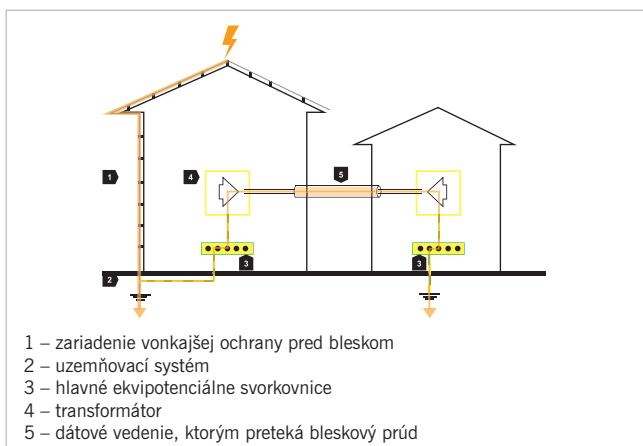 1
4
5
3
3
2
1 – zariadenie vonkajšej ochrany pred bleskom
2 – uzemňovací systém
3 – hlavné ekvipotenciálne svorkovnice
4 – transformátor
5 – dátové vedenie, ktorým preteká bleskový prúd